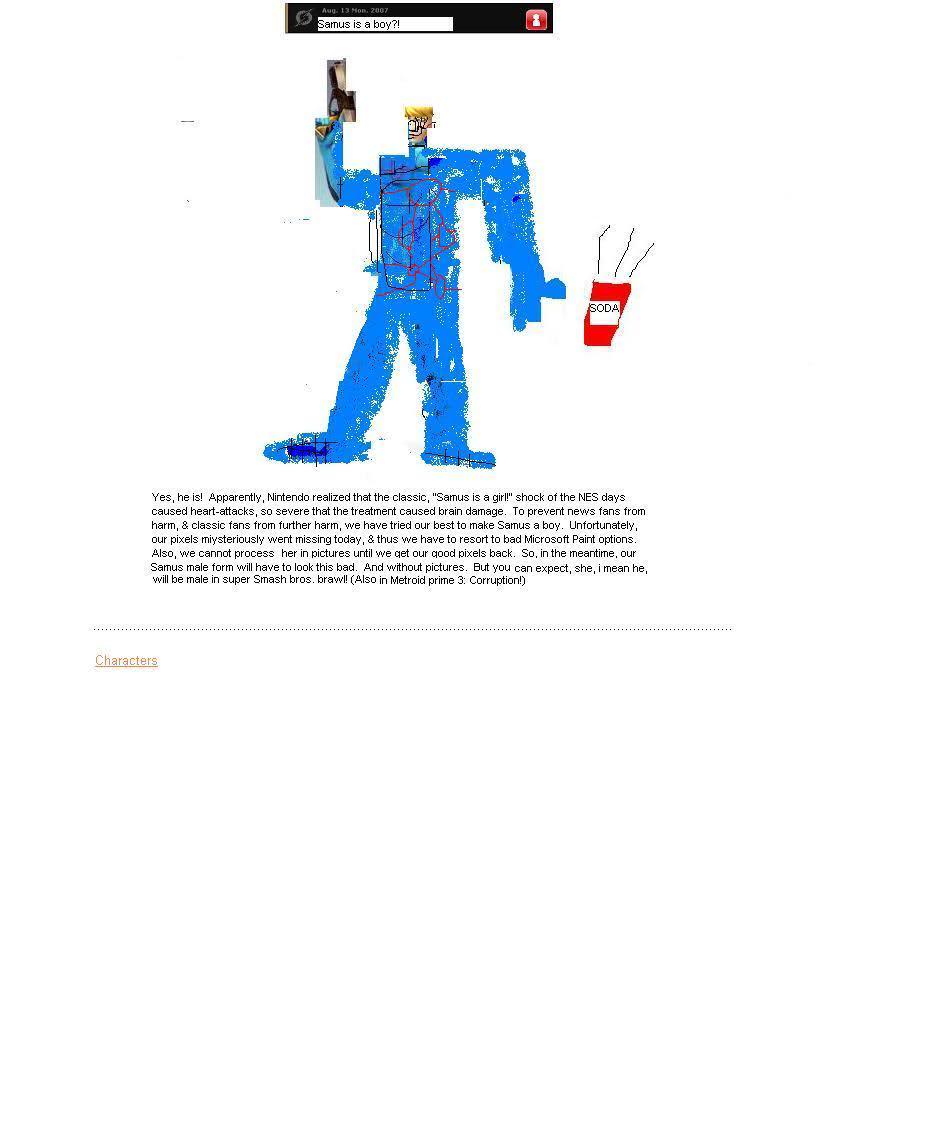 Aug. 13 Mon. 2007
Samus is a boy?!
SODA
Yes, he is!  Apparently, Nintendo realized that the classic, "Samus is a girl!" shock of the NES days
caused heart-attacks, so severe that the treatment caused brain damage.  To prevent news fans from
harm, & classic fans from further harm, we have tried our best to make Samus a boy.  Unfortunately,
our pixels miysteriously went missing today, & thus we have to resort to bad Microsoft Paint options.
Also, we cannot process  her in pictures until we get our good pixels back.  So, in the meantime, our
Samus male form will have to look this bad.  And without pictures.  But you can expect, she, i mean he,
will be male in super Smash bros. brawl! (Also in Metroid prime 3: Corruption!)
Characters